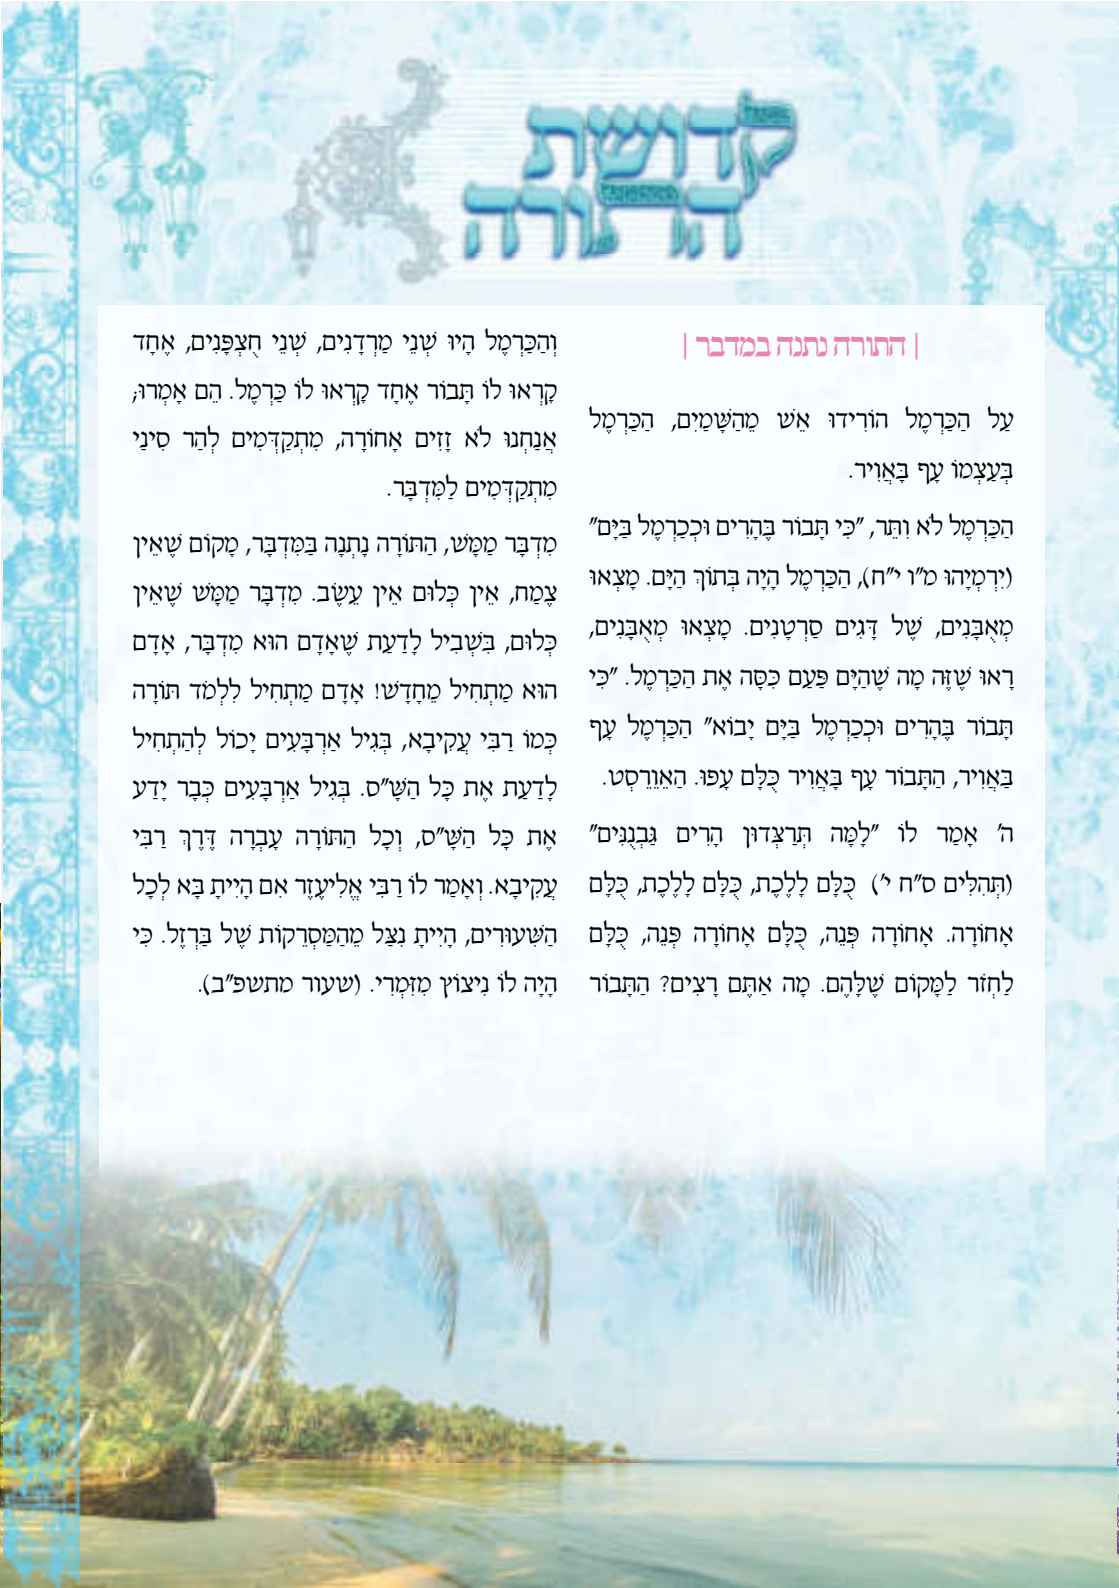 קדושת
התורה
| התורה נתנה במדבר |
עַל הַכַּרְמֶל הוֹרִידוּ אֵשׁ מֵהַשָּׁמַיִם, הַכַּרְמֶל
בְּעַצְמוֹ עָף בָּאֲוִיר.
הַכַּרְמֶל לֹא וִתֵּר, "כִּי תָּבוֹר בֶּהָרִים וּכְכַרְמֶל בַּיָּם"
(יִרְמְיָהוּ מ"ו י"ח), הַכַּרְמֶל הָיָה בְּתוֹךְ הַיָּם. מָצְאוּ
מְאֻבָּנִים, שֶׁל דָּגִים סַרְטָנִים. מָצְאוּ מְאֻבָּנִים,
רָאוּ שֶׁזֶּה מָה שֶׁהַיָּם פַּעַם כִּסָּה אֶת הַכַּרְמֶל. "כִּי
תָּבוֹר בֶּהָרִים וּכְכַרְמֶל בַּיָּם יָבוֹא" הַכַּרְמֶל עָף
בַּאֲוִיר, הַתָּבוֹר עָף בָּאֲוִיר כֻּלָּם עָפוּ. הָאֵוֶרֵסְט.
ה' אָמַר לוֹ "לָמָּה תְּרַצְּדוּן הָרִים גַּבְנֻנִּים"
(תְּהִלִּים ס"ח י') כֻּלָּם לָלֶכֶת, כֻּלָּם לָלֶכֶת, כֻּלָּם
אָחוֹרָה. אָחוֹרָה פְּנֵה, כֻּלָּם אָחוֹרָה פְּנֵה, כֻּלָּם
לַחְזֹר לַמָּקוֹם שֶׁלָּהֶם. מָה אַתֶּם רָצִים? הַתָּבוֹר
וְהַכַּרְמֶל הָיוּ שְׁנֵי מַרְדָנִים, שְׁנֵי חֻצְפָּנִים, אֶחָד
קָרְאוּ לוֹ תָּבוֹר אֶחָד קָרְאוּ לוֹ כַּרְמֶל. הֵם אָמְרוּ;
אֲנַחְנוּ לֹא זָזִים אָחוֹרָה, מִתְקַדְּמִים לְהַר סִינַי
מִתְקַדְּמִים לַמִּדְבָּר.
מִדְבָּר מַמָּשׁ, הַתּוֹרָה נָתְנָה בַּמִּדְבָּר, מָקוֹם שֶׁאֵין
צֶמַח, אֵין כְּלוּם אֵין עֵשֶׂב. מִדְבָּר מַמָּשׁ שֶׁאֵין
כְּלוּם, בִּשְׁבִיל לָדַעַת שֶׁאָדָם הוּא מִדְבָּר, אָדָם
הוּא מַתְחִיל מֵחָדָשׁ! אָדָם מַתְחִיל לִלְמֹד תּוֹרָה
כְּמוֹ רַבִּי עֲקִיבָא, בְּגִיל אַרְבָּעִים יָכוֹל לְהַתְחִיל
לָדַעַת אֶת כָּל הַשָּׁ"ס. בְּגִיל אַרְבָּעִים כְּבָר יָדַע
אֶת כָּל הַשָּׁ"ס, וְכָל הַתּוֹרָה עָבְרָה דֶּרֶךְ רַבִּי
עֲקִיבָא. וְאָמַר לוֹ רַבִּי אֱלִיעֶזֶר אִם הָיִיתָ בָּא לְכָל
הַשִּׁעוּרִים, הָיִיתָ נִצַּל מֵהַמַּסְרֵקוֹת שֶׁל בַּרְזֶל. כִּי
הָיָה לוֹ נִיצוֹץ מִזִּמְרִי. (שעור מתשפ"ב).